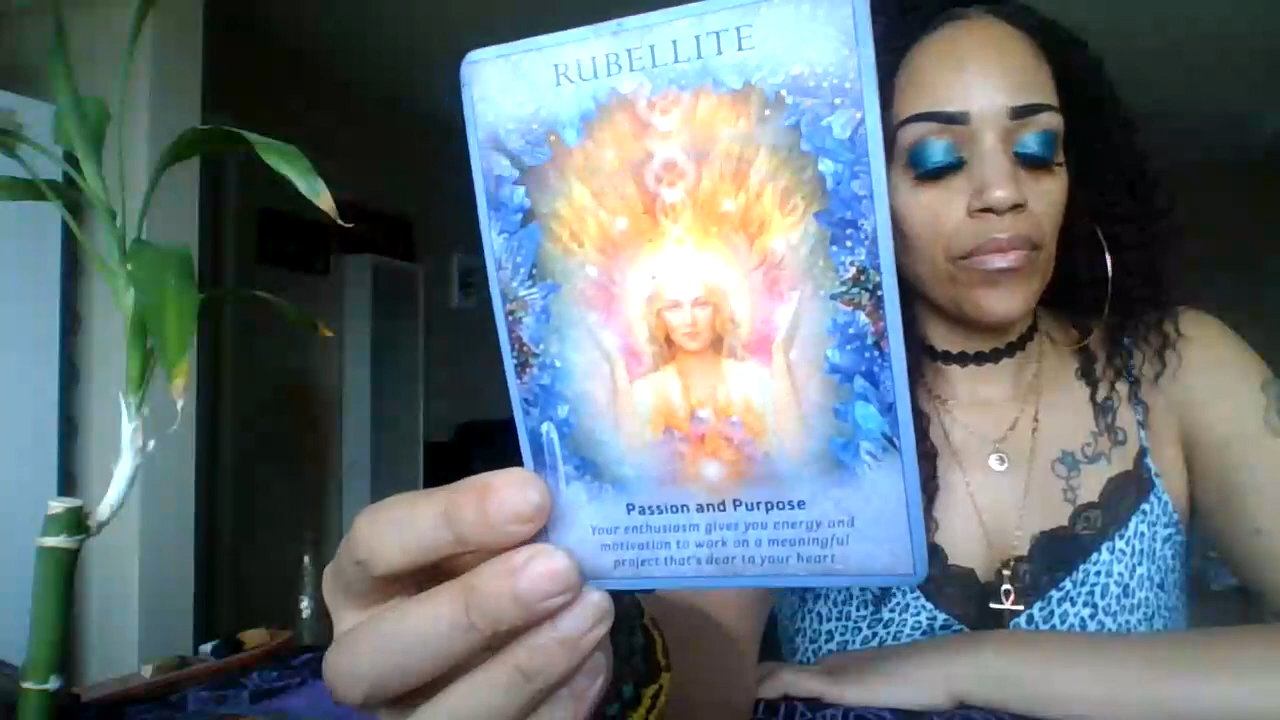 RUBELLITE
Passion and Purpose
Your enthusiasm gives you energy and
motivation to work on a meaningful
project that's dear to your heart